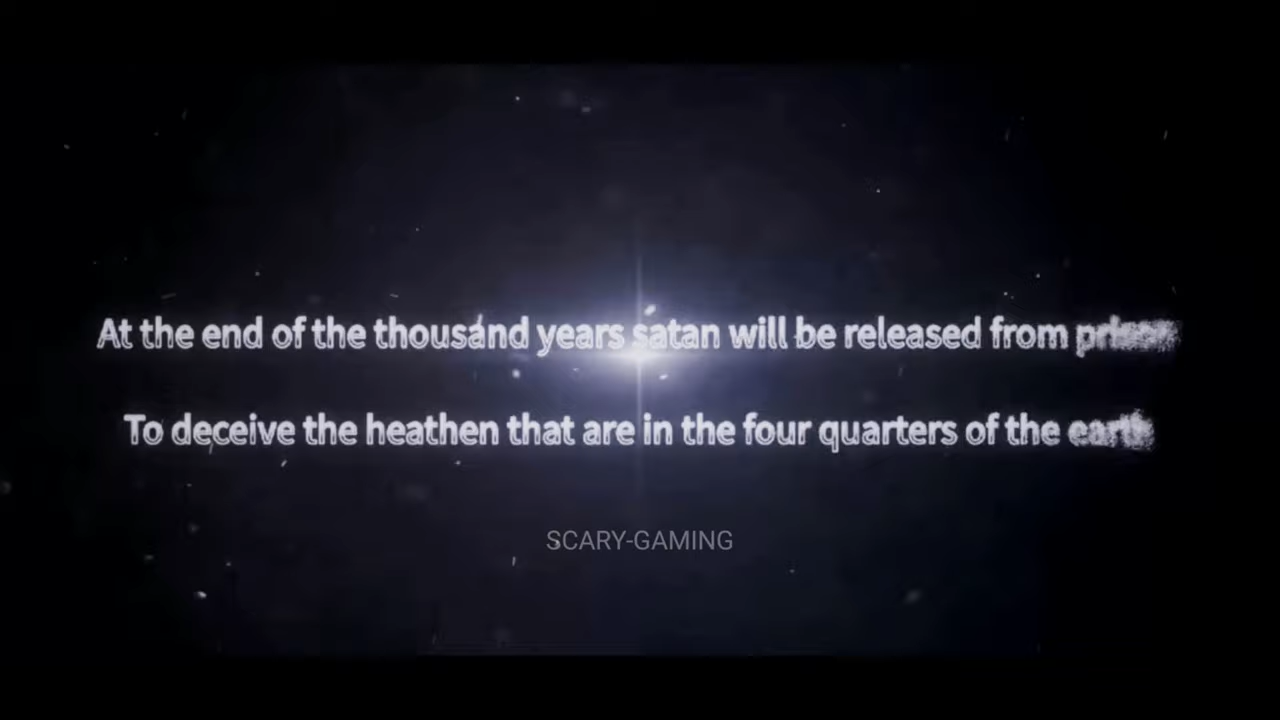 At the end of the thousand years satan will be released from prison
To deceive the heathen that are in the four quarters of the earth
SCARY-GAMING